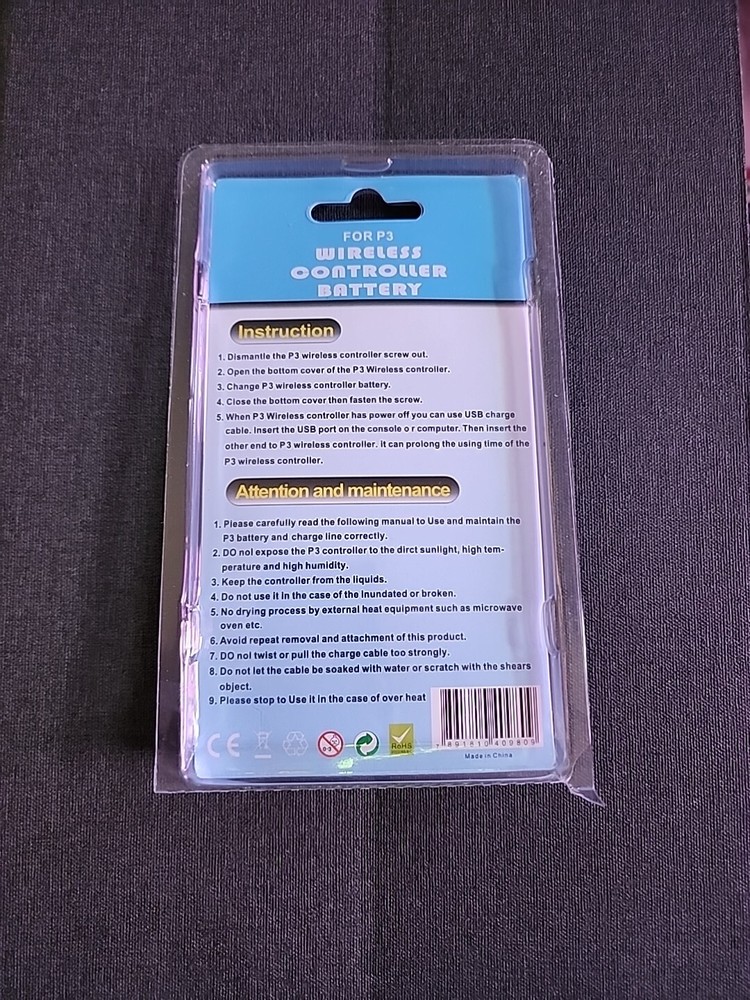 FOR P3
WIRELESS
CONTROLLER
BATTERY
Instruction
1. Dismantle the P3 wireless controller screw out.
2. Open the bottom cover of the P3 Wireless controller.
3. Change P3 wireless controller battery.
4. Close the bottom cover then fasten the screw.
5. When P3 Wireless controller has power off you can use USB charge
cable. Insert the USB port on the console or computer. Then insert the
other end to P3 wireless controller. it can prolong the using time of the
P3 wireless controller.
Attention and maintenance
1. Please carefully read the following manual to Use and maintain the
P3 battery and charge line correctly.
2. DO not expose the P3 controller to the dirct sunlight, high tem-
perature and high humidity.
3. Keep the controller from the liquids.
4. Do not use it in the case of the inundated or broken.
5. No drying process by external heat equipment such as microwave
oven etc.
6. Avoid repeat removal and attachment of this product.
7. DO not twist or pull the charge cable too strongly.
8. Do not let the cable be soaked with water or scratch with the shears
object.
9. Please stop to Use it in the case of over heat
CE
0-3
RoHS
891810 409809
Made in China